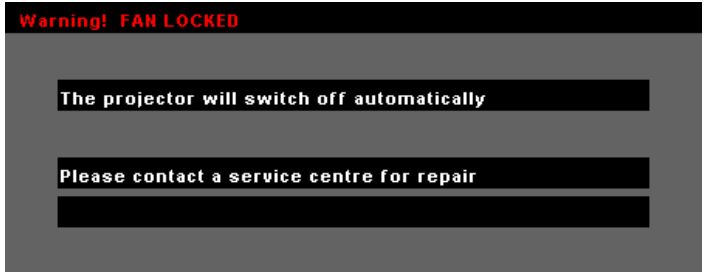 Warning! FAN LOCKED
The projector will switch off automatically
Please contact a service centre for repair